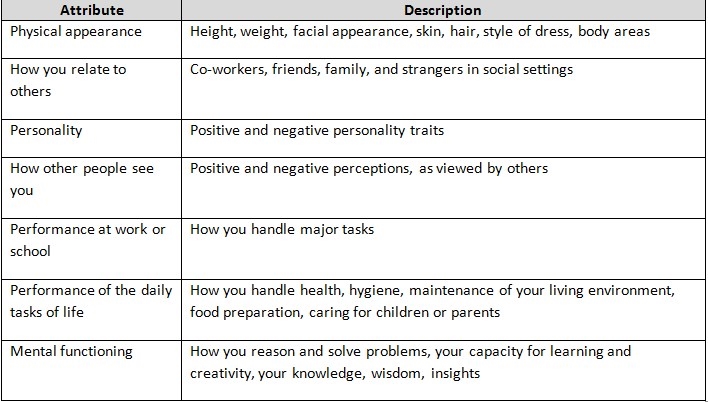 Attribute Description
Physical appearance Height, weight, facial appearance, skin, hair, style of dress, body areas
How you relate to Co-workers, friends, family, and strangers in social settings
others
Personality Positive and negative personality traits
How other people see Positive and negative perceptions, as viewed by others
you
Performance at work or How you handle major tasks
school
Performance of the daily How you handle health, hygiene, maintenance of your living environment,
tasks of life food preparation, caring for children or parents
Mental functioning How you reason and solve problems, your capacity for learning and
creativity, your knowledge, wisdom, insights